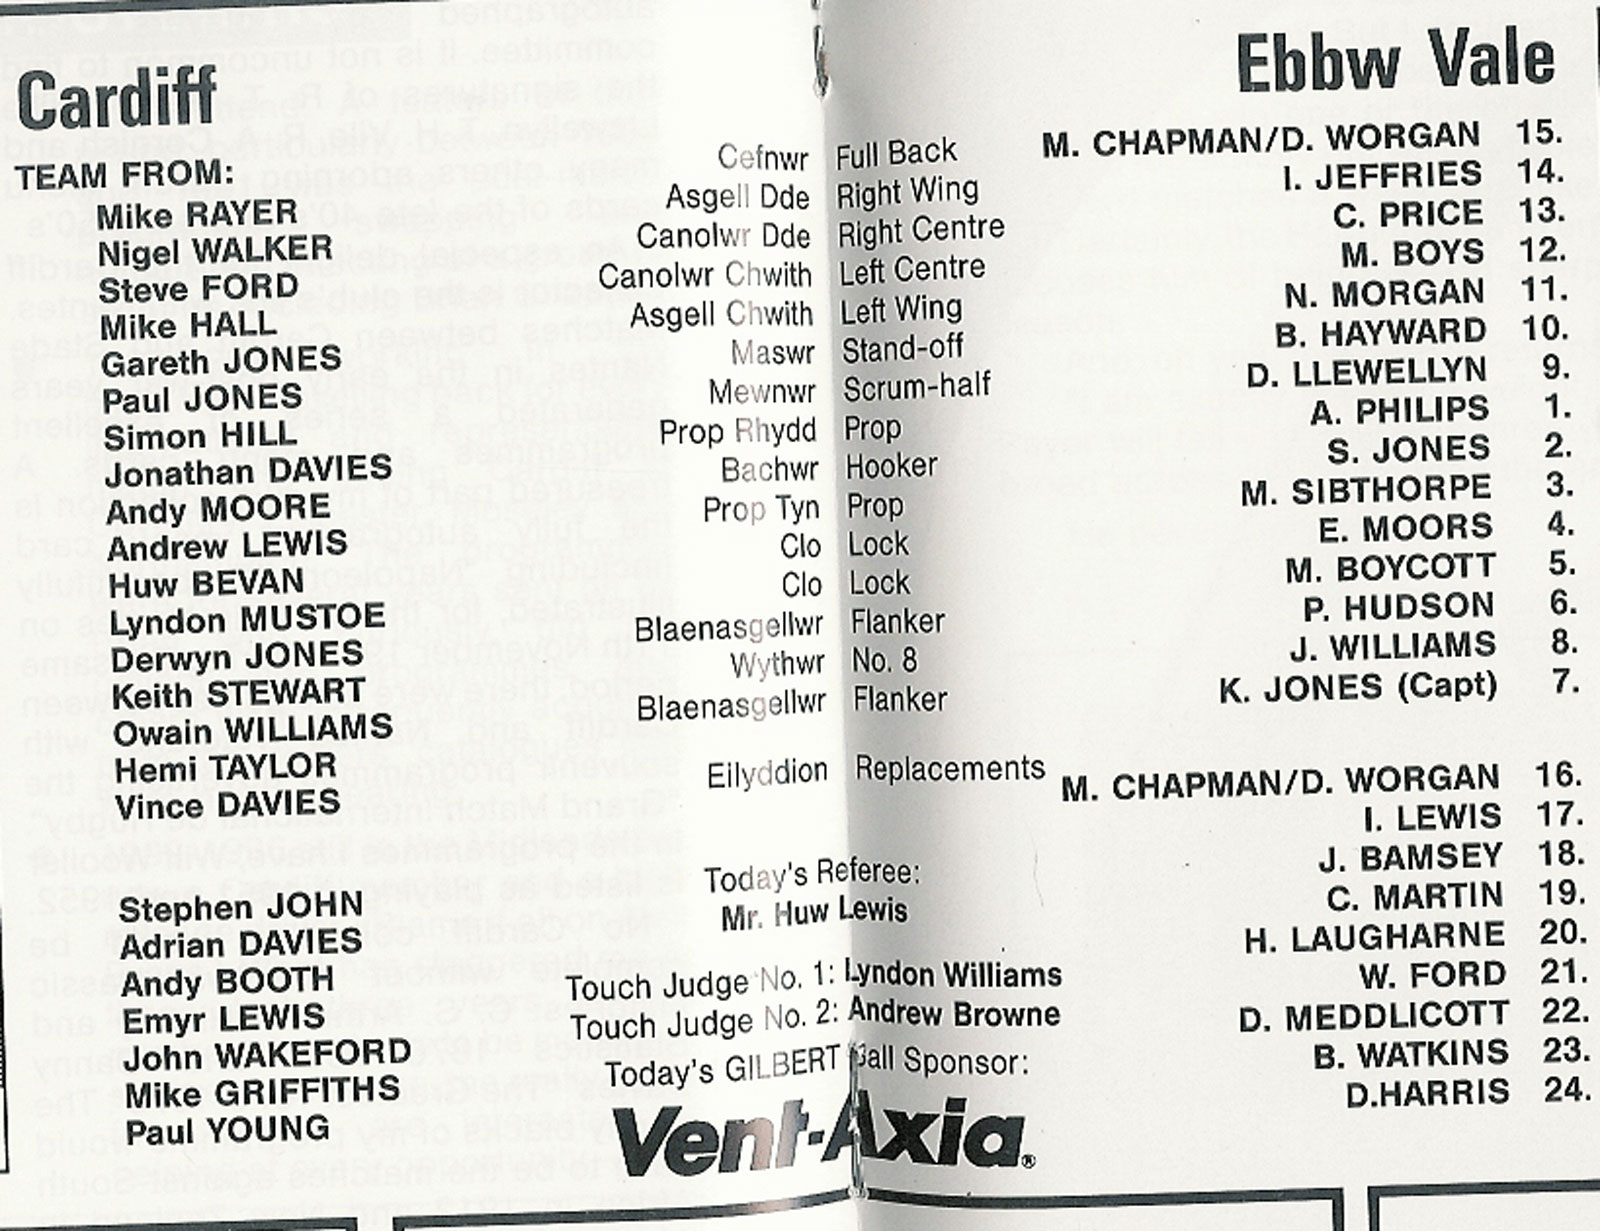 Cardiff
TEAM FROM:
Mike RAYER
Nigel WALKER
Steve FORD
Mike HALL
Gareth JONES
Paul JONES
Simon HILL
Jonathan DAVIES
Andy MOORE
Andrew LEWIS
Huw BEVAN
Lyndon MUSTOE
Derwyn JONES
Keith STEWART
Owain WILLIAMS
Hemi TAYLOR
Vince DAVIES
Stephen JOHN
Adrian DAVIES
Andy BOOTH
Emyr LEWIS
John WAKEFORD
Mike GRIFFITHS
Paul YOUNG
Cefnwr Full Back
Asgell Dde Right Wing
Canolwr Dde Right Centre
Canolwr Chwith Left Centre
Asgell Chwith Left Wing
Maswr Stand-off
Mewnwr Scrum-half
Prop Rhydd Prop
Bachwr Hooker
Prop Tyn Prop
Clo Lock
Clo Lock
Blaenasgellwr Flanker
Wythwr No. 8
Blaenasgellwr Flanker
Eilyddion Replacements
Today's Referee:
Mr. Huw Lewis
Touch Judge No. 1: Lyndon Williams
Touch Judge No. 2: Andrew Browne
Today's GILBERT Ball Sponsor:
Vent-Axia®
Ebbw Vale
M. CHAPMAN/D. WORGAN 15.
I. JEFFRIES 14.
C. PRICE 13.
M. BOYS 12.
N. MORGAN 11.
B. HAYWARD 10.
D. LLEWELLYN 9.
A. PHILIPS 1.
S. JONES 2.
M. SIBTHORPE 3.
E. MOORS 4.
M. BOYCOTT 5.
P. HUDSON 6.
J. WILLIAMS 8.
K. JONES (Capt) 7.
M. CHAPMAN/D. WORGAN 16.
I. LEWIS 17.
J. BAMSEY 18.
C. MARTIN 19.
H. LAUGHARNE 20.
W. FORD 21.
D. MEDDLICOTT 22.
B. WATKINS 23.
D.HARRIS 24.